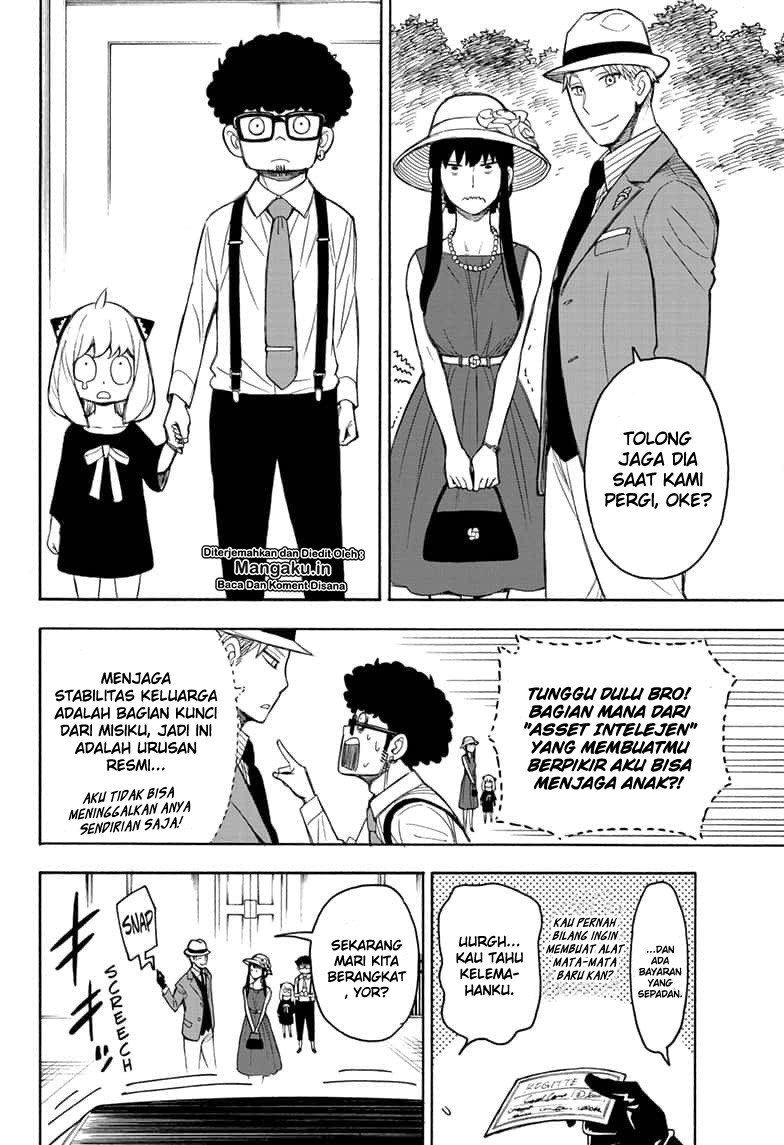 TOLONG
JAGA DIA
SAAT KAMI
PERGI, OKE?
Diterjemahkan dan Diedit Oleh:
Mangaku.in
Baca Dan Koment Disana
TUNGGU DULU BRO!
BAGIAN MANA DARI
"ASSET INTELEJEN"
YANG MEMBUATMU
BERPIKIR AKU BISA
MENJAGA ANAK?!
MENJAGA
STABILITAS KELUARGA
ADALAH BAGIAN KUNCI
DARI MISIKU, JADI INI
ADALAH URUSAN
RESMI...
AKU TIDAK BISA
MENINGGALKAN ANYA
SENDIRIAN SAJA!
...DAN
ADA
BAYARAN
YANG
SEPADAN.
KAU PERNAH
BILANG INGIN
MEMBUAT ALAT
MATA-MATA
BARU KAN?
UURGH...
KAU TAHU
KELEMA-
HANKU.
SEKARANG
MARI KITA
BERANGKAT
, YOR?
SNAP
SCREECH